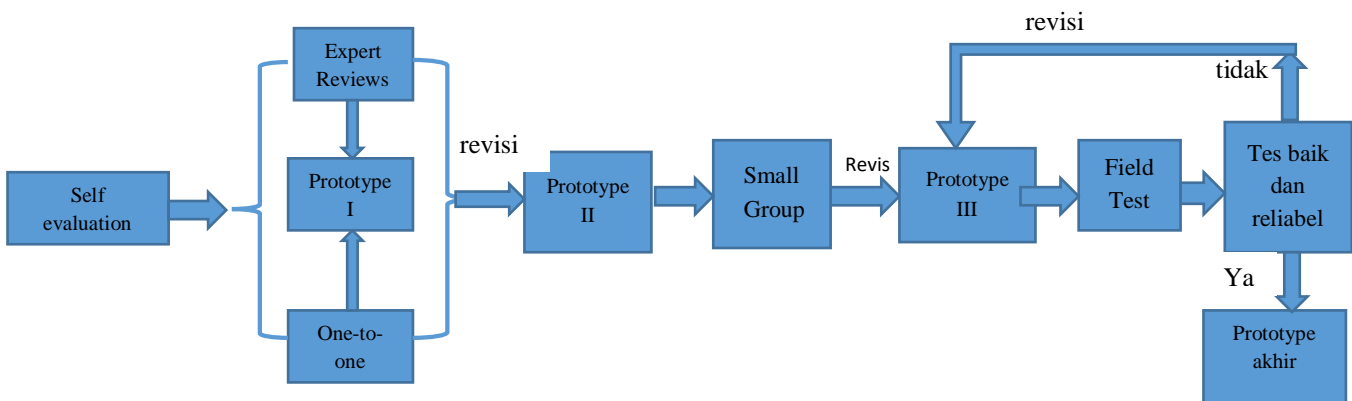 Self
evaluation
Expert
Reviews
Prototype
I
One-to-
one
revisi
Prototype
II
Small
Group
Revis
Prototype
III
Field
Test
Tes baik
dan
reliabel
tidak
revisi
Ya
Prototype
akhir